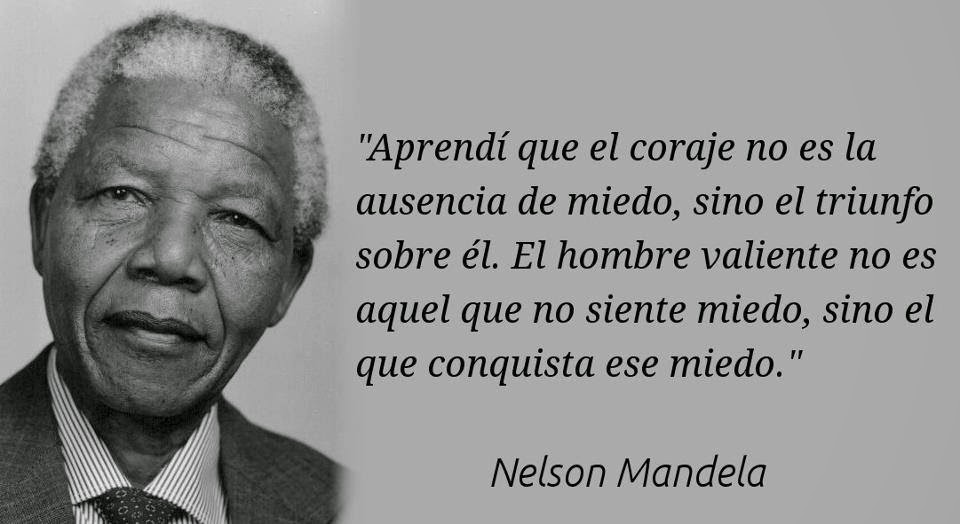 "Aprendí que el coraje no es la
ausencia de miedo, sino el triunfo
sobre él. El hombre valiente no es
aquel que no siente miedo, sino el
que conquista ese miedo."
Nelson Mandela